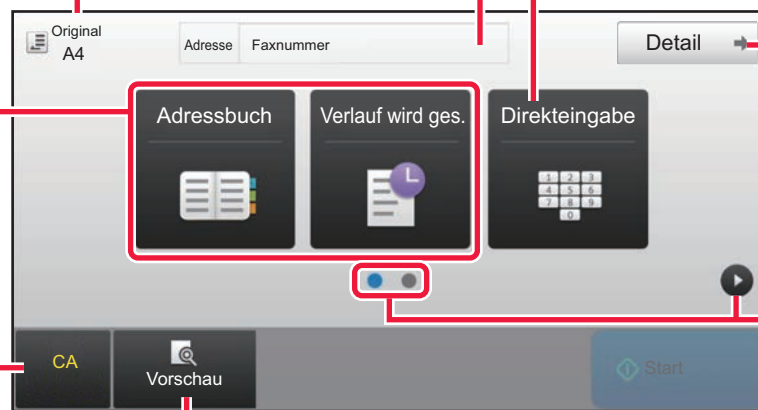 Original
A4
Adresse Faxnummer
Detail
Adressbuch Verlauf wird ges. Direkteingabe
1 2 3
4 5 6
7 8 9
0
CA
Vorschau
Start